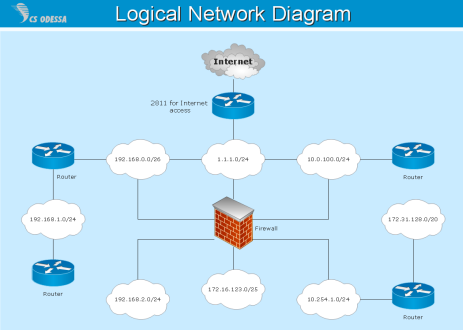 CS ODESSA
Logical Network Diagram
Internet
2811 for Internet
access
192.168.0.0/26
1.1.1.0/24
10.0.100.0/24
Router
Router
192.168.1.0/24
172.31.128.0/20
Firewall
Router
192.168.2.0/24
172.16.123.0/25
10.254.1.0/24
Router